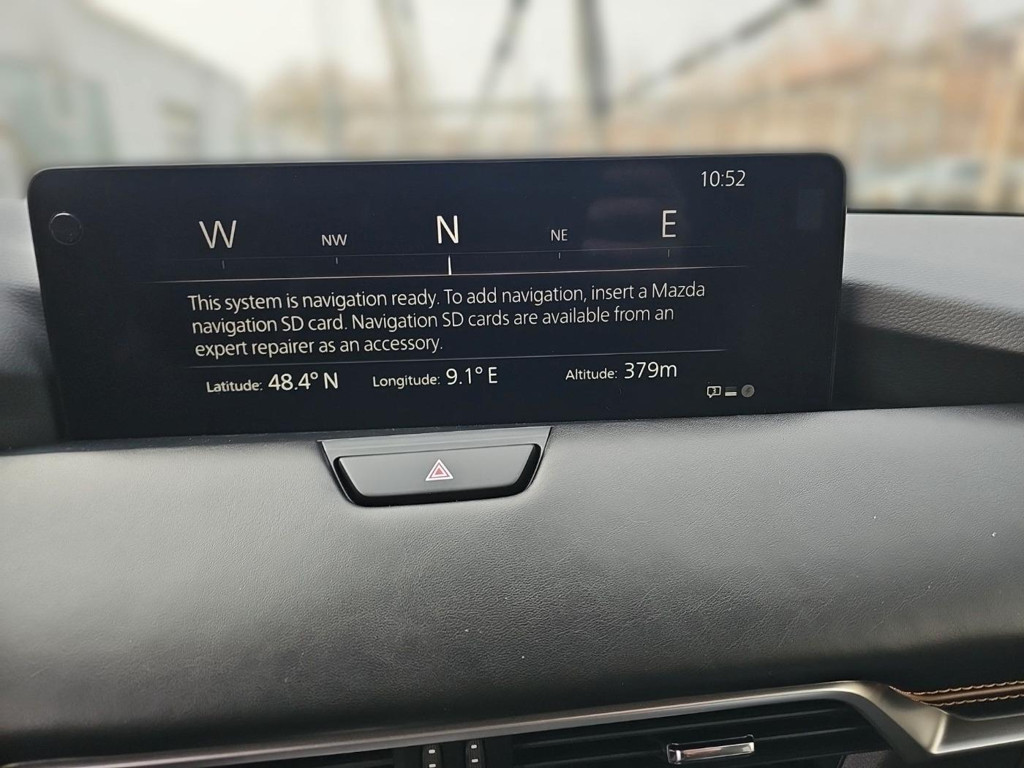 10:52
W NW N NE E
This system is navigation ready. To add navigation, insert a Mazda
navigation SD card. Navigation SD cards are available from an
expert repairer as an accessory.
Latitude: 48.4° N Longitude: 9.1° E Altitude: 379m